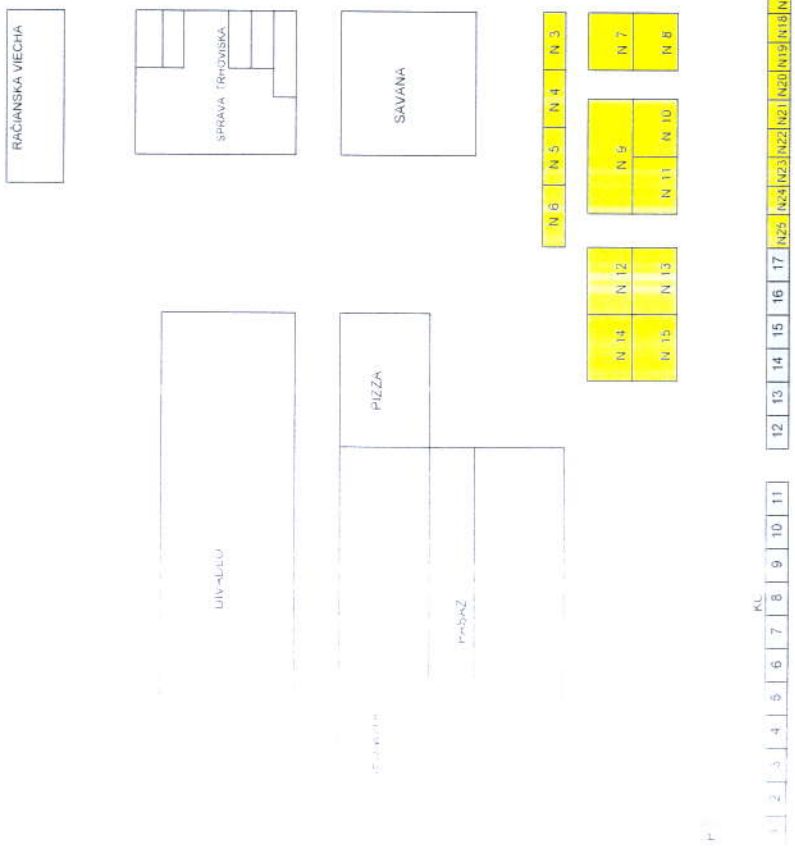 RAČIANSKA VIECHA
SPRÁVA TRHOVISKA
SAVANA
N 3
N 4
N 5
N 6
N 7
N 8
N 9
N 10
N 11
N 12
N 13
N 14
N 15
DIVADLO
PIZZA
PASÁŽ
KL
N18
N19
N20
N21
N22
N23
N24
N25
17
16
15
14
13
12
11
10
9
8
7
6
5
4
3
2
1